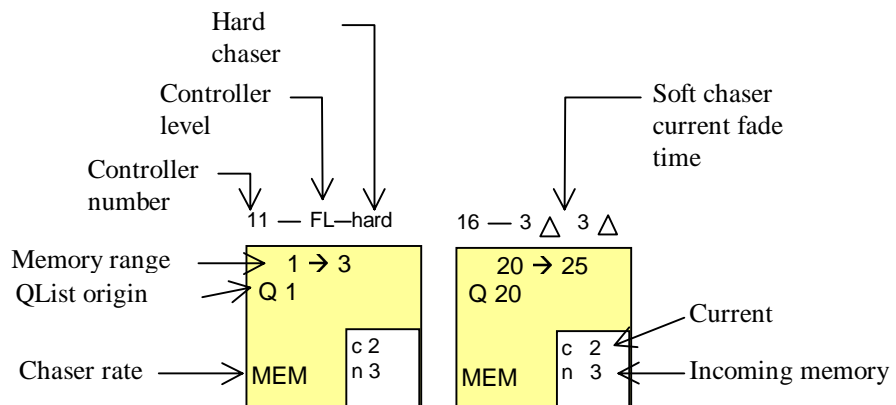 Hard
chaser
Controller
level
Soft chaser
current fade
time
Controller
number
11 — FL—hard
16 — 3 △ 3 △
Memory range
1 → 3
20 → 25
QList origin
Q 1
Q 20
Current
c 2
n 3
c 2
n 3
Chaser rate
MEM
MEM
Incoming memory